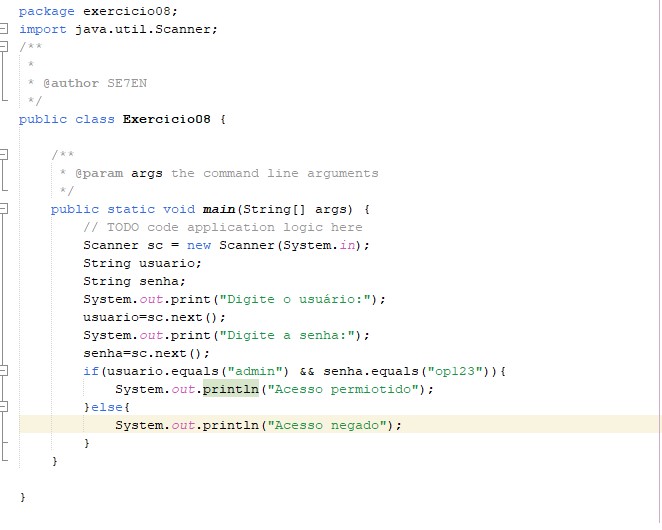 package exercicio08;
import java.util.Scanner;
/**
 *
 * @author SE7EN
 */
public class Exercicio08 {
    /**
     * @param args the command line arguments
     */
    public static void main(String[] args) {
        // TODO code application logic here
        Scanner sc = new Scanner(System.in);
        String usuario;
        String senha;
        System.out.print("Digite o usuário:");
        usuario=sc.next();
        System.out.print("Digite a senha:");
        senha=sc.next();
        if(usuario.equals("admin") && senha.equals("op123")){
            System.out.println("Acesso permiotido");
        }else{
            System.out.println("Acesso negado");
        }
    }
}